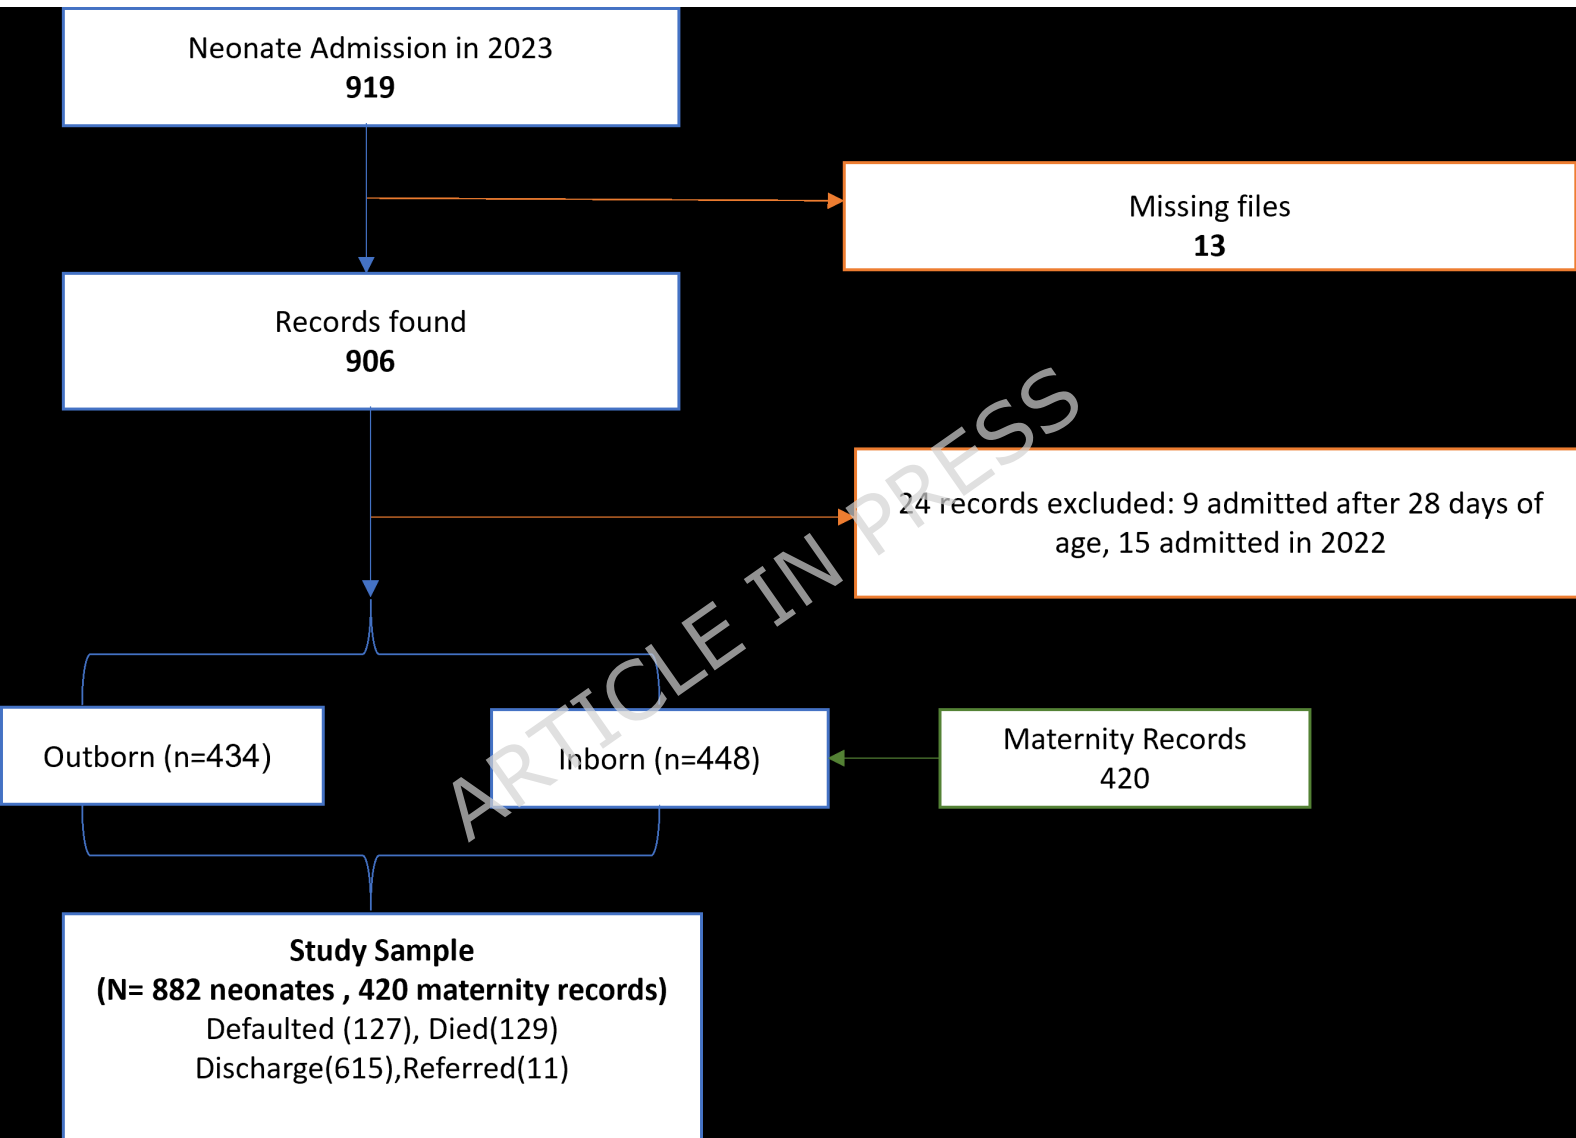 Neonate Admission in 2023
919
Missing files
13
Records found
906
24 records excluded: 9 admitted after 28 days of
age, 15 admitted in 2022
Outborn (n=434)
Inborn (n=448)
Maternity Records
420
Study Sample
(N= 882 neonates , 420 maternity records)
Defaulted (127), Died(129)
Discharge(615),Referred(11)
ARTICLE IN PRESS